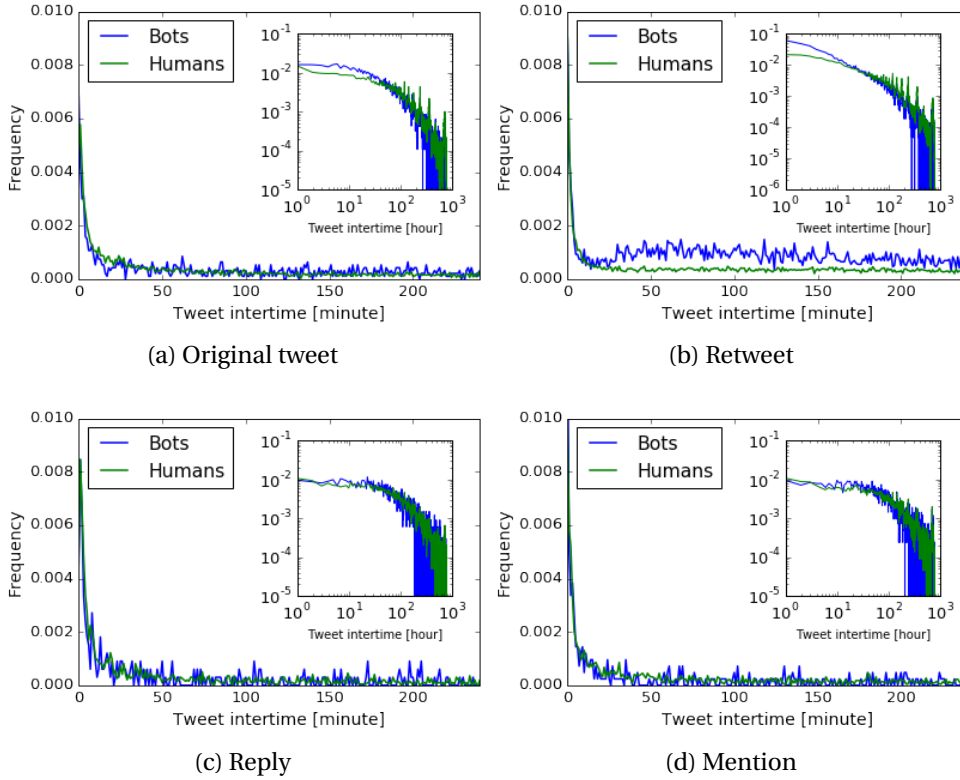 0.010
0.008
0.006
0.004
0.002
0.000
Frequency
Bots
Humans
10^-1
10^-2
10^-3
10^-4
10^-5
10^0 10^1 10^2 10^3
Tweet intertime [hour]
0 50 100 150 200
Tweet intertime [minute]
(a) Original tweet
0.010
0.008
0.006
0.004
0.002
0.000
Frequency
Bots
Humans
10^-1
10^-2
10^-3
10^-4
10^-5
10^-6
10^0 10^1 10^2 10^3
Tweet intertime [hour]
0 50 100 150 200
Tweet intertime [minute]
(b) Retweet
0.010
0.008
0.006
0.004
0.002
0.000
Frequency
Bots
Humans
10^-1
10^-2
10^-3
10^-4
10^-5
10^0 10^1 10^2 10^3
Tweet intertime [hour]
0 50 100 150 200
Tweet intertime [minute]
(c) Reply
0.010
0.008
0.006
0.004
0.002
0.000
Frequency
Bots
Humans
10^-1
10^-2
10^-3
10^-4
10^-5
10^0 10^1 10^2 10^3
Tweet intertime [hour]
0 50 100 150 200
Tweet intertime [minute]
(d) Mention